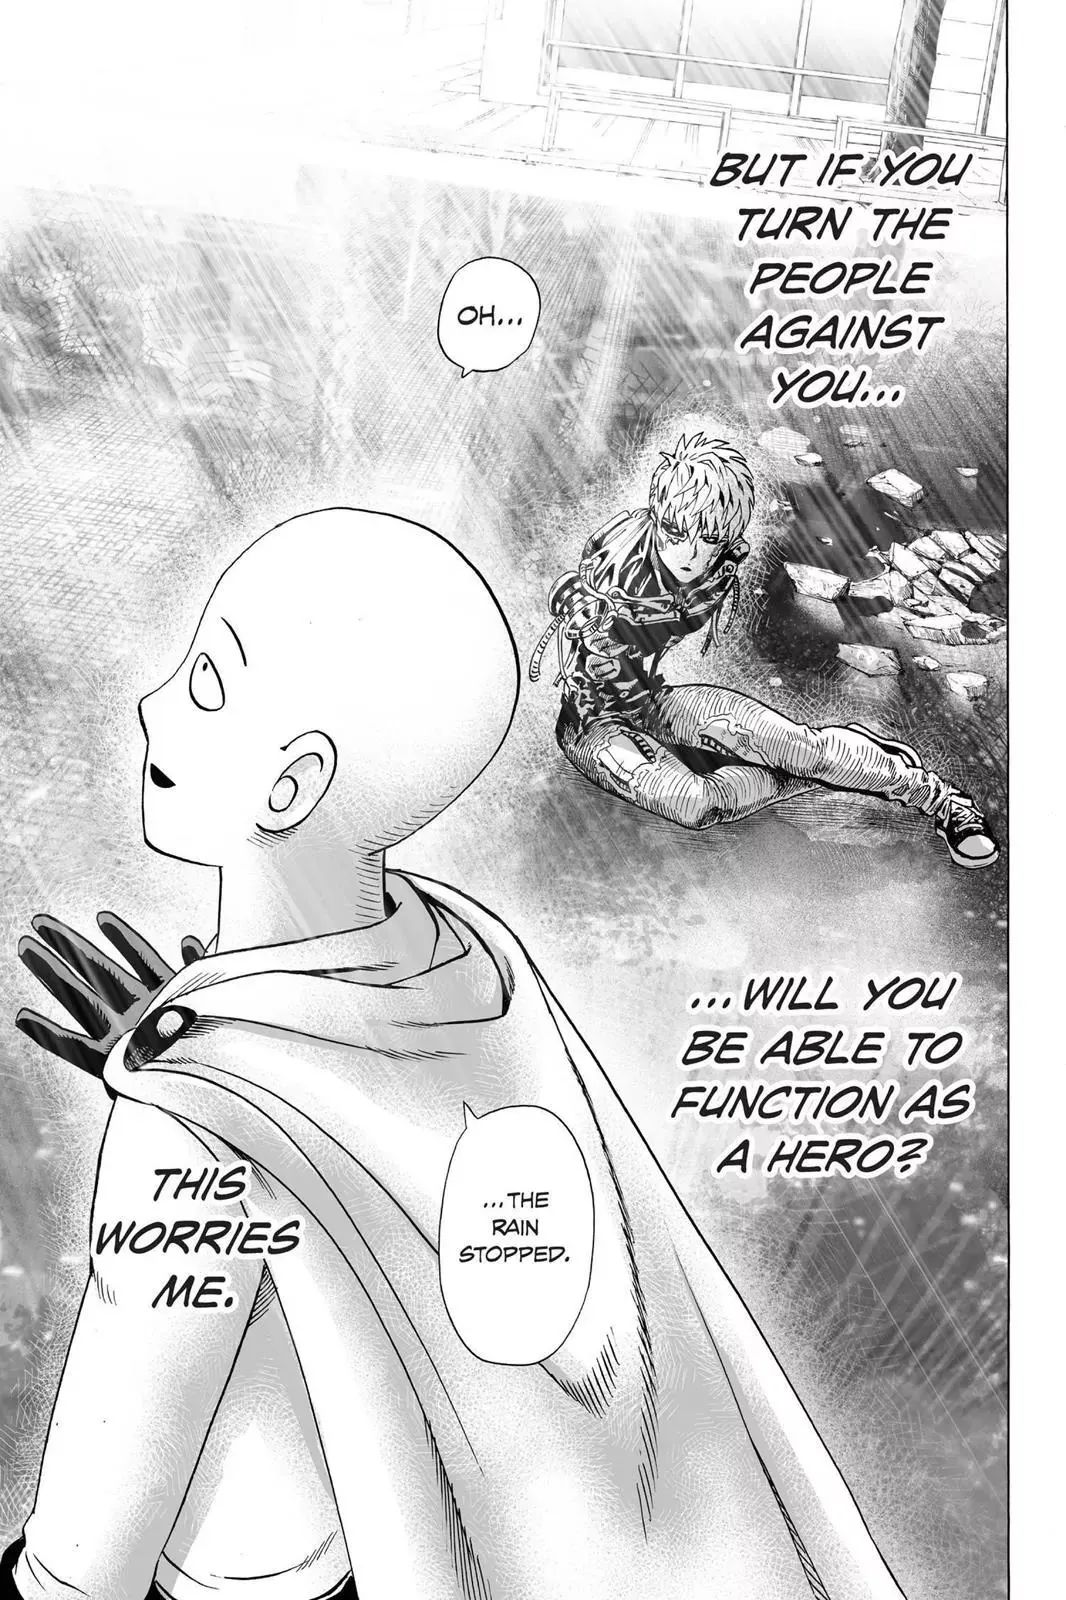 BUT IF YOU
TURN THE
PEOPLE
AGAINST
YOU...
OH...
...WILL YOU
BE ABLE TO
FUNCTION AS
A HERO?
...THE
RAIN
STOPPED.
THIS
WORRIES
ME.